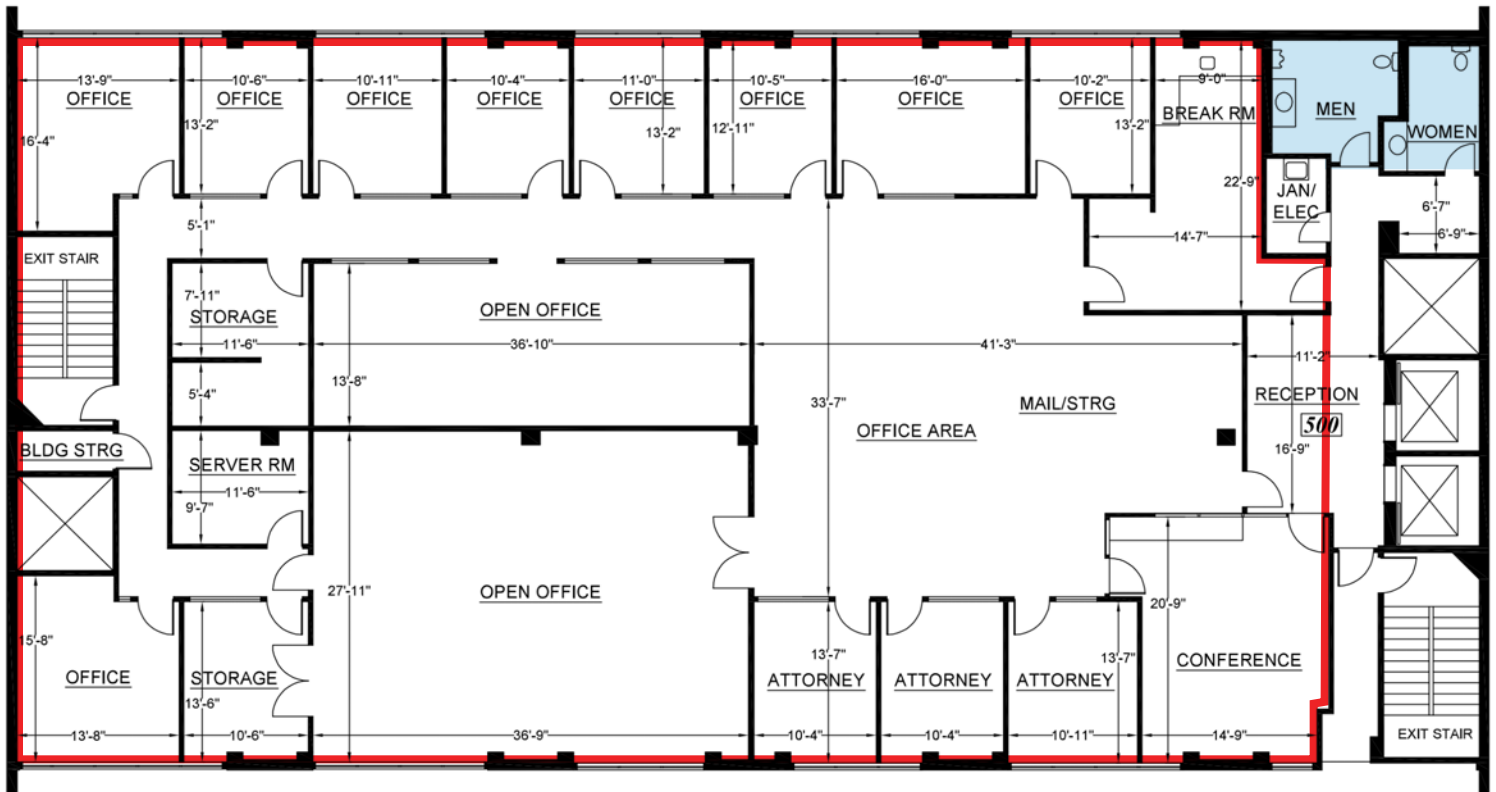 13'-9"
OFFICE
16'-4"
10'-6"
OFFICE
13'-2"
10'-11"
OFFICE
10'-4"
OFFICE
11'-0"
OFFICE
13'-2"
10'-5"
OFFICE
12'-11"
16'-0"
OFFICE
10'-2"
OFFICE
13'-2"
9'-0"
BREAK RM
22'-9"
14'-7"
MEN
WOMEN
JAN/
ELEC
6'-7"
6'-9"
5'-1"
EXIT STAIR
7'-11"
STORAGE
11'-6"
5'-4"
OPEN OFFICE
36'-10"
13'-8"
41'-3"
33'-7"
MAIL/STRG
OFFICE AREA
11'-2"
RECEPTION
500
16'-9"
BLDG STRG
SERVER RM
11'-6"
9'-7"
27'-11"
OPEN OFFICE
36'-9"
15'-8"
OFFICE
13'-8"
STORAGE
13'-6"
10'-6"
13'-7"
ATTORNEY
10'-4"
ATTORNEY
10'-4"
ATTORNEY
13'-7"
10'-11"
20'-9"
CONFERENCE
14'-9"
EXIT STAIR